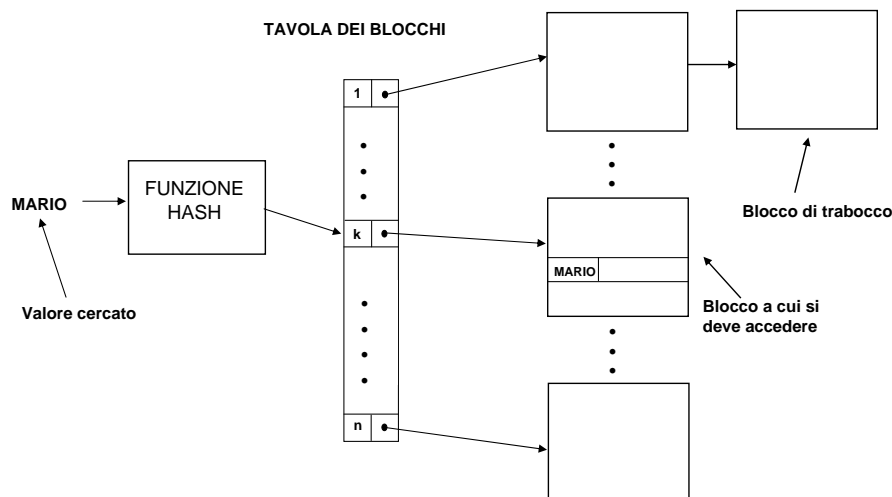 TAVOLA DEI BLOCCHI
1
FUNZIONE
HASH
MARIO
k
Blocco di trabocco
MARIO
Valore cercato
Blocco a cui si
deve accedere
n